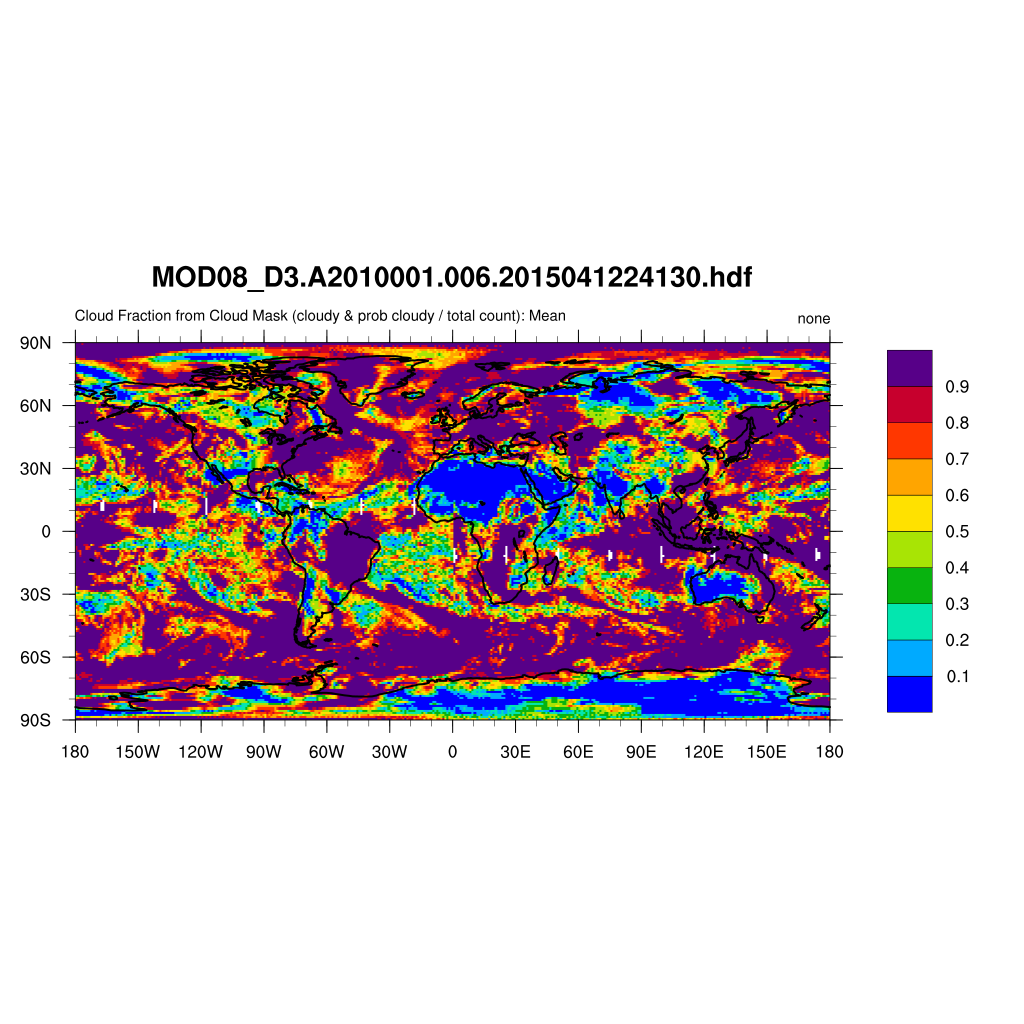 MOD08_D3.A2010001.006.2015041224130.hdf
Cloud Fraction from Cloud Mask (cloudy & prob cloudy / total count): Mean
none
90N
60N
30N
0
30S
60S
90S
180 150W 120W 90W 60W 30W 0 30E 60E 90E 120E 150E 180
0.9
0.8
0.7
0.6
0.5
0.4
0.3
0.2
0.1